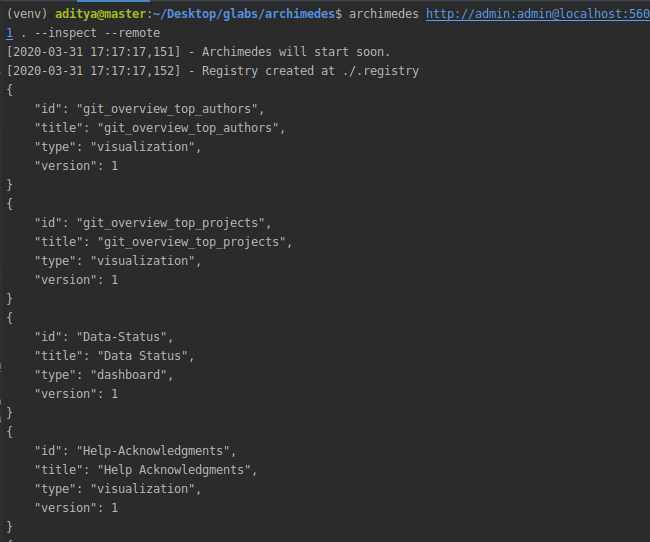 (venv) aditya@master:~/Desktop/glabs/archimedes$ archimedes http://admin:admin@localhost:560
1 . --inspect --remote
[2020-03-31 17:17:17,151] - Archimedes will start soon.
[2020-03-31 17:17:17,152] - Registry created at ./.registry
{
    "id": "git_overview_top_authors",
    "title": "git_overview_top_authors",
    "type": "visualization",
    "version": 1
}
{
    "id": "git_overview_top_projects",
    "title": "git_overview_top_projects",
    "type": "visualization",
    "version": 1
}
{
    "id": "Data-Status",
    "title": "Data Status",
    "type": "dashboard",
    "version": 1
}
{
    "id": "Help-Acknowledgments",
    "title": "Help Acknowledgments",
    "type": "visualization",
    "version": 1
}